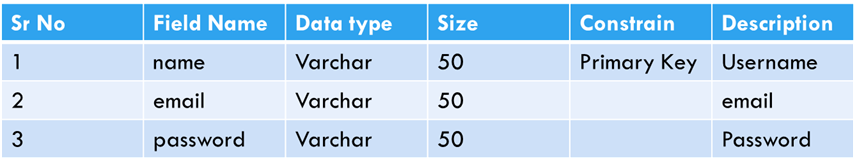 Sr No Field Name Data type Size Constrain Description
1 name Varchar 50 Primary Key Username
2 email Varchar 50 email
3 password Varchar 50 Password